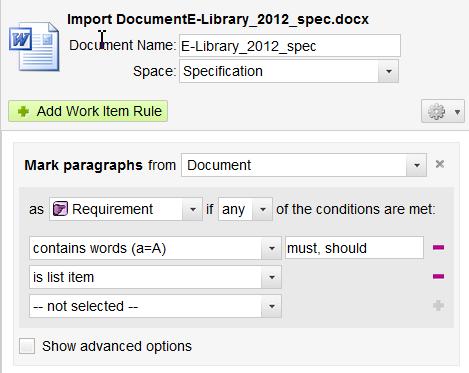 Import DocumentE-Library_2012_spec.docx
Document Name: E-Library_2012_spec
Space: Specification
Add Work Item Rule
Mark paragraphs from Document
as Requirement if any of the conditions are met:
contains words (a=A) must, should
is list item
-- not selected --
Show advanced options